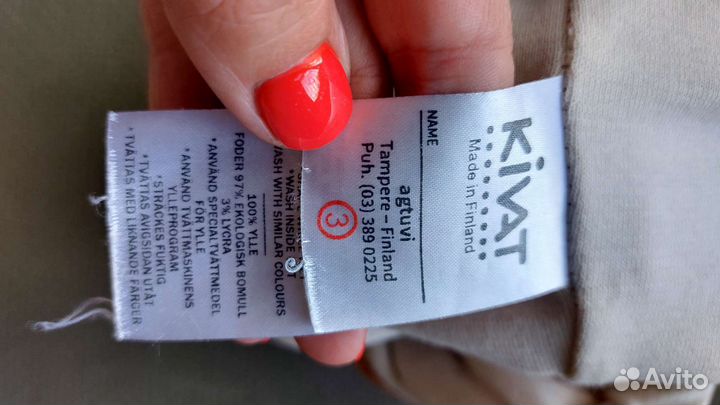 KIVAT
Made in Finland
NAME
agtuvi
Tampere – Finland
Puh. (03) 389 0225
3
*WASH INSIDE
WASH WITH SIMILAR COLOURS
100% YLLE
FODER 97% EKOLOGISK BOMULL
3% LYCRA
*ANVÄND SPECIALTVÄTTMEDEL
FÖR YLLE
*ANVÄND TVÄTTMASKINENS
YLLEPROGRAM
*STRÄCKES FUKTIG
*TVÄTTAS AVIGSIDAN UTÅT
*TVÄTTAS MED LIKNANDE FÄRGER
Avito